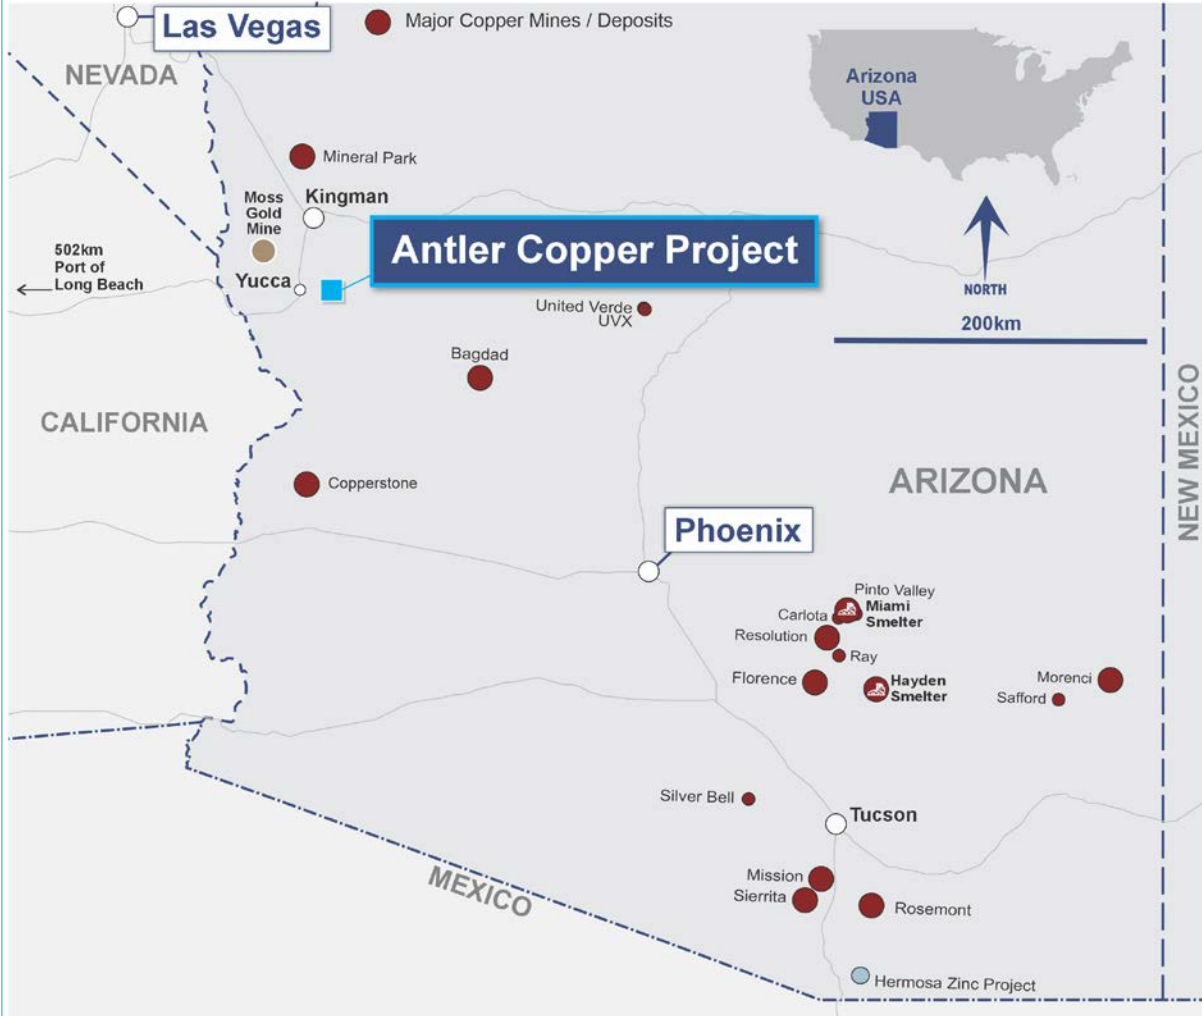 Las Vegas
Major Copper Mines / Deposits
NEVADA
Arizona
USA
Mineral Park
Moss
Gold
Mine
Kingman
Antler Copper Project
502km
Port of
Long Beach
Yucca
NORTH
200km
United Verde
UVX
Bagdad
CALIFORNIA
NEW MEXICO
Copperstone
ARIZONA
Phoenix
Pinto Valley
Carlota
Miami
Smelter
Resolution
Ray
Florence
Hayden
Smelter
Morenci
Safford
Silver Bell
Tucson
Mission
Sierrita
Rosemont
MEXICO
Hermosa Zinc Project